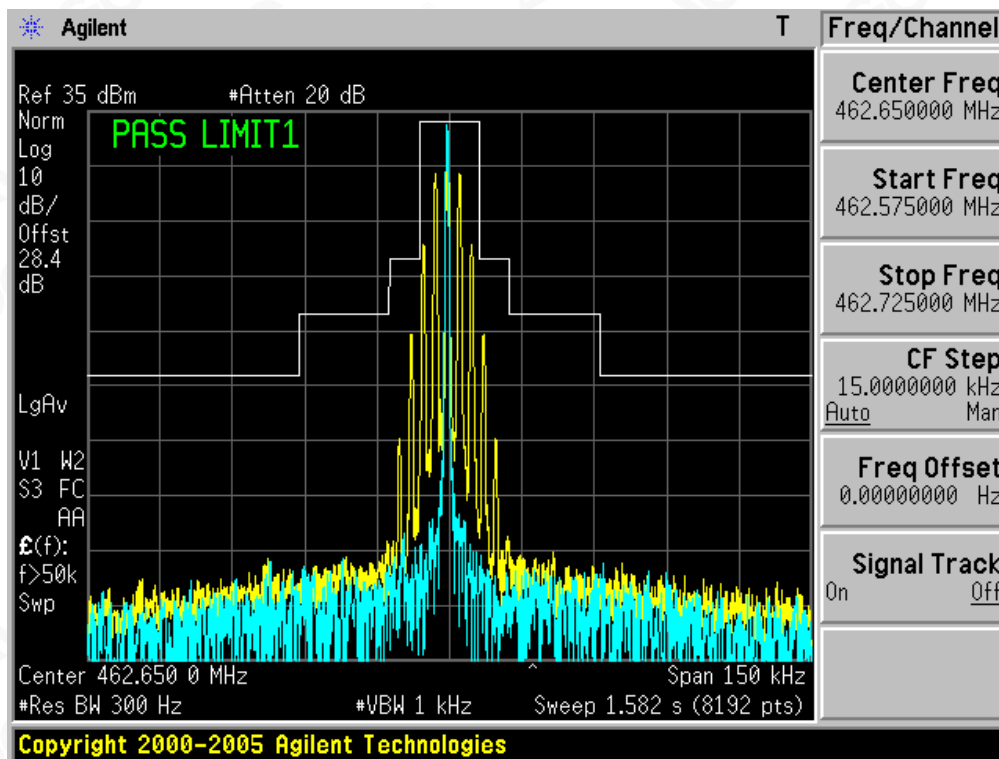 Agilent T
Ref 35 dBm #Atten 20 dB
Norm
Log
10
dB/
Offst
28.4
dB
PASS LIMIT1
LgAv
V1 W2
S3 FC
AA
£(f):
f>50k
Swp
Center 462.650 0 MHz Span 150 kHz
#Res BW 300 Hz #VBW 1 kHz Sweep 1.582 s (8192 pts)
Copyright 2000-2005 Agilent Technologies
Freq/Channel
Center Freq
462.650000 MHz
Start Freq
462.575000 MHz
Stop Freq
462.725000 MHz
CF Step
15.0000000 kHz
Auto Man
Freq Offset
0.00000000 Hz
Signal Track
On Off